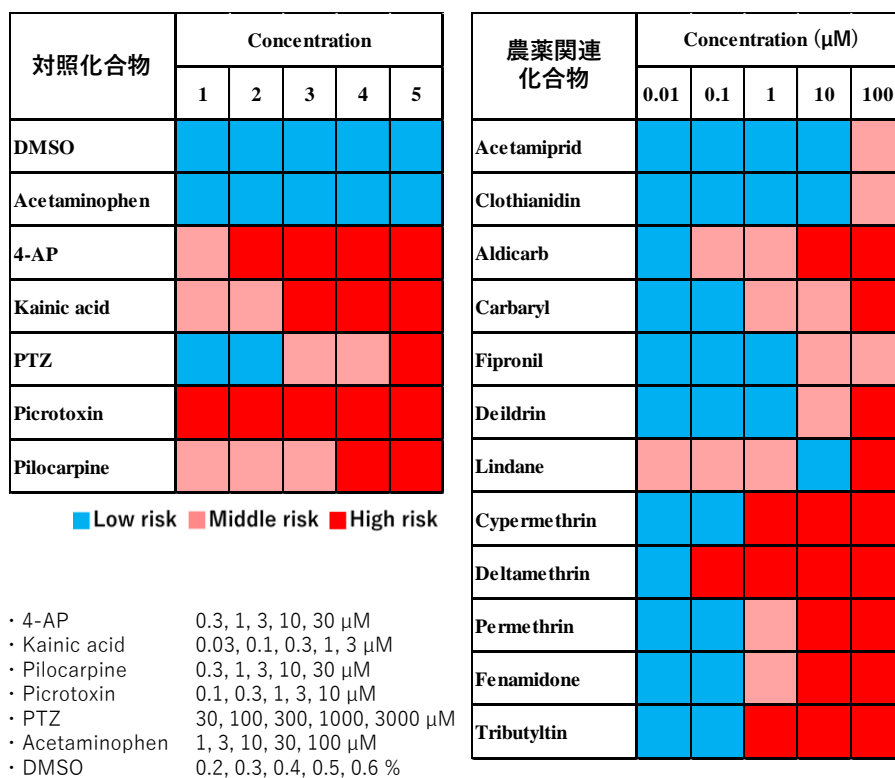 対照化合物
Concentration
1 2 3 4 5
DMSO
Acetaminophen
4-AP
Kainic acid
PTZ
Picrotoxin
Pilocarpine
Low risk Middle risk High risk
・4-AP 0.3, 1, 3, 10, 30 μM
・Kainic acid 0.03, 0.1, 0.3, 1, 3 μM
・Pilocarpine 0.3, 1, 3, 10, 30 μM
・Picrotoxin 0.1, 0.3, 1, 3, 10 μM
・PTZ 30, 100, 300, 1000, 3000 μM
・Acetaminophen 1, 3, 10, 30, 100 μM
・DMSO 0.2, 0.3, 0.4, 0.5, 0.6 %
農薬関連
化合物
Concentration (μM)
0.01 0.1 1 10 100
Acetamiprid
Clothianidin
Aldicarb
Carbaryl
Fipronil
Deildrin
Lindane
Cypermethrin
Deltamethrin
Permethrin
Fenamidone
Tributyltin